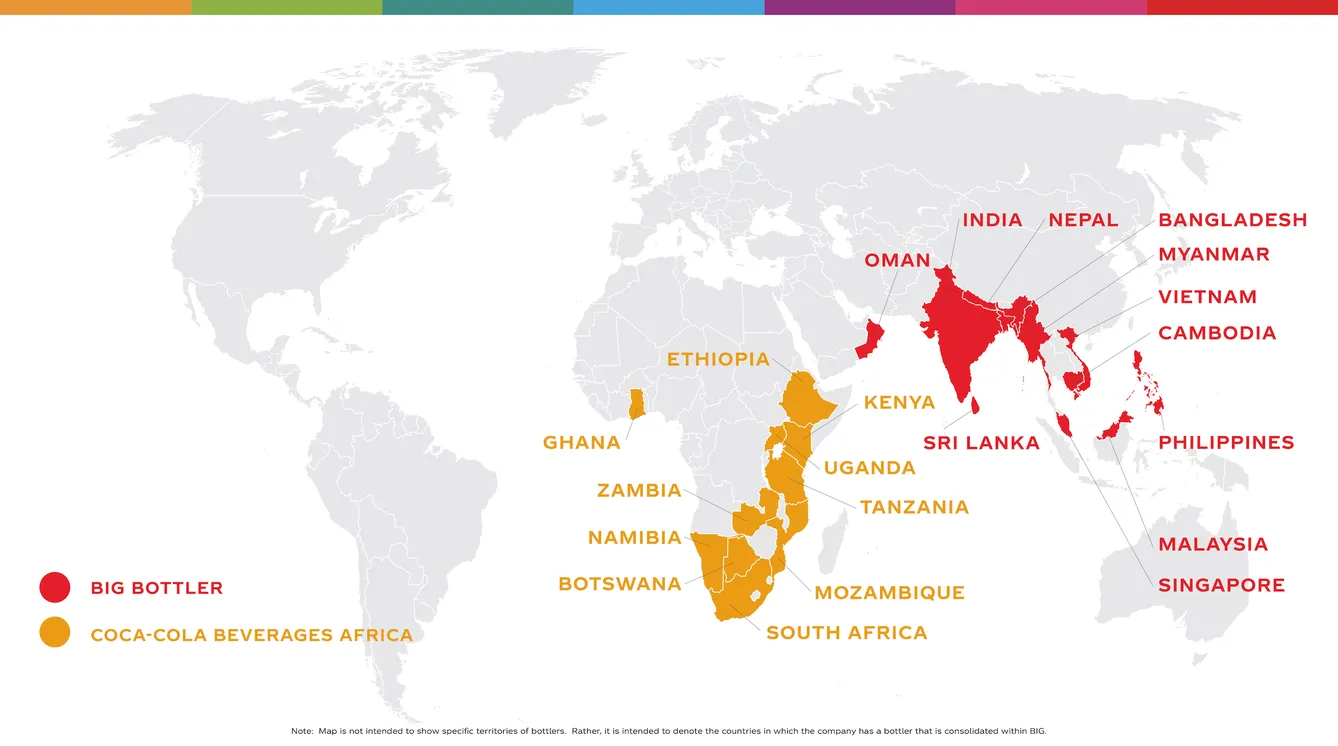 INDIA
NEPAL
BANGLADESH
OMAN
MYANMAR
VIETNAM
CAMBODIA
ETHIOPIA
KENYA
GHANA
SRI LANKA
PHILIPPINES
UGANDA
ZAMBIA
TANZANIA
NAMIBIA
MALAYSIA
BOTSWANA
SINGAPORE
MOZAMBIQUE
SOUTH AFRICA
BIG BOTTLER
COCA-COLA BEVERAGES AFRICA
Note: Map is not intended to show specific territories of bottlers. Rather, it is intended to denote the countries in which the company has a bottler that is consolidated within BIG.